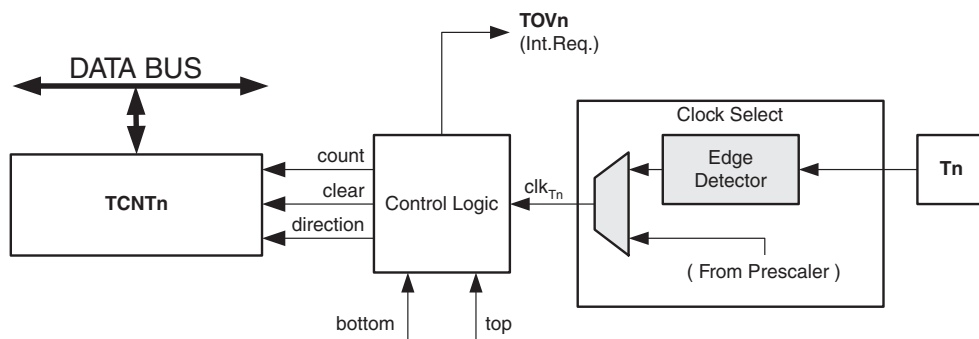 TOVn
(Int.Req.)
DATA BUS
Clock Select
count
clear
direction
TCNTn
Control Logic
clkTn
Edge
Detector
Tn
( From Prescaler )
bottom
top